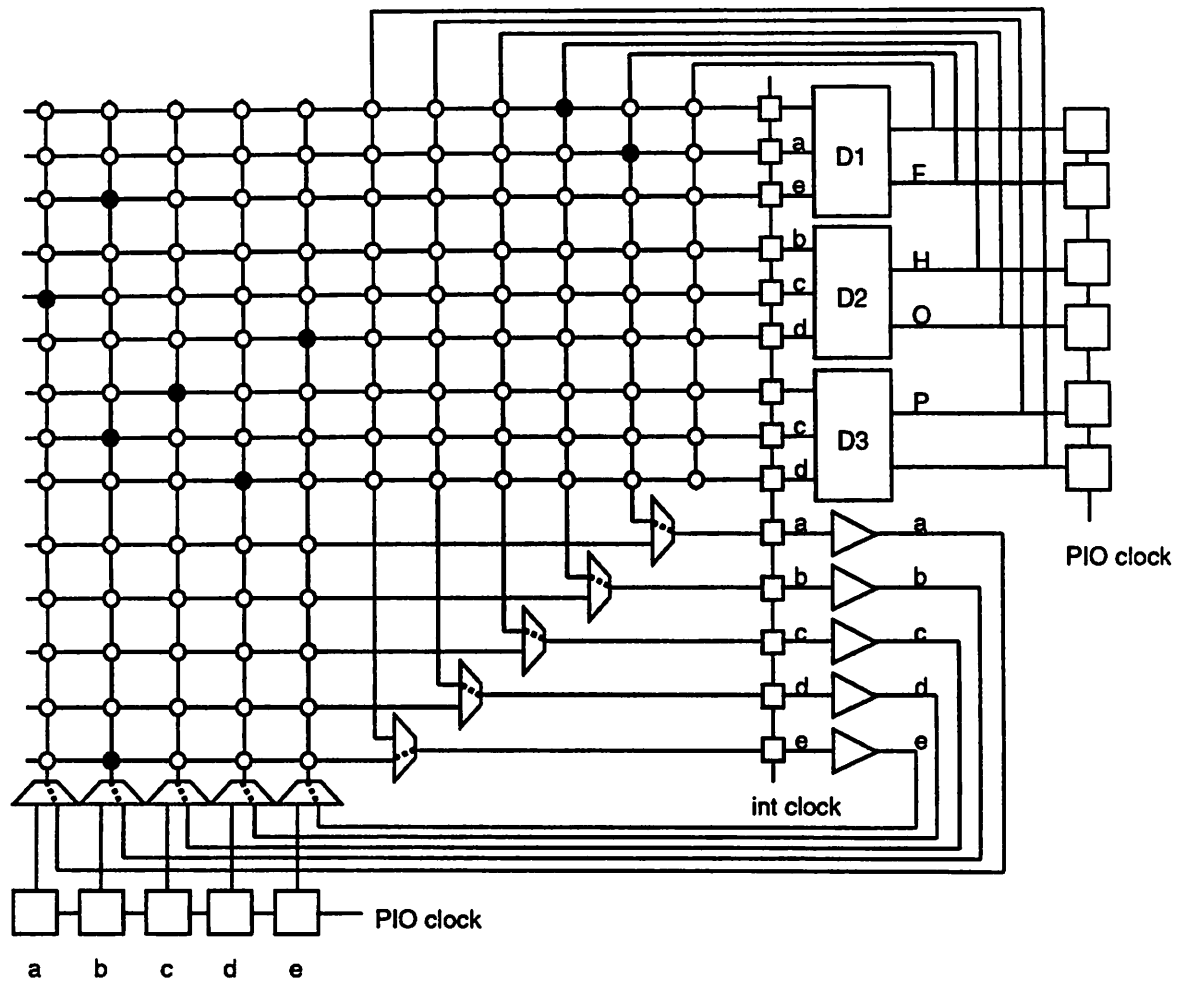 a
D1
F
e
b
H
c
D2
O
d
P
c
D3
d
a a
PIO clock
b b
c c
d d
e e
int clock
PIO clock
a b c d e